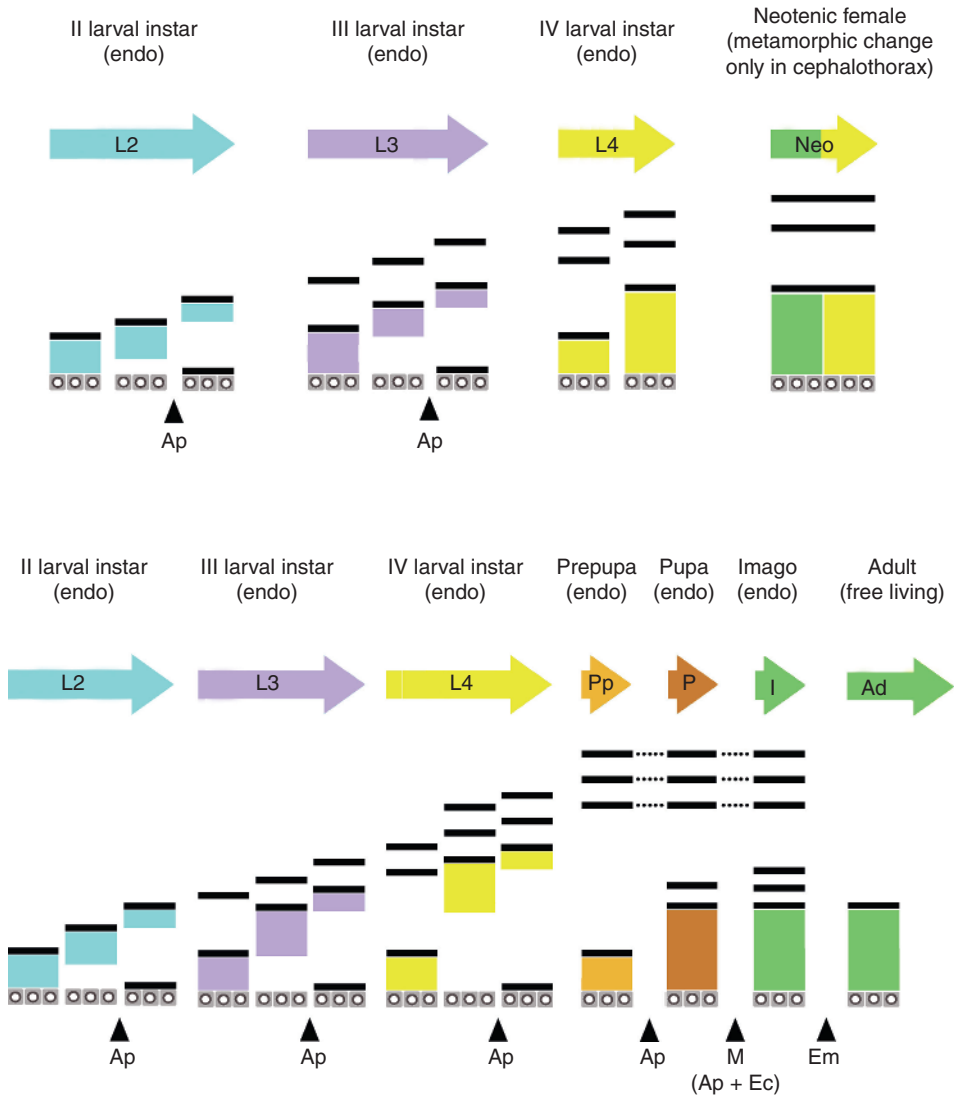 II larval instar
(endo)
III larval instar
(endo)
IV larval instar
(endo)
Neotenic female
(metamorphic change
only in cephalothorax)
L2
L3
L4
Neo
Ap
Ap
II larval instar
(endo)
III larval instar
(endo)
IV larval instar
(endo)
Prepupa
(endo)
Pupa
(endo)
Imago
(endo)
Adult
(free living)
L2
L3
L4
Pp
P
I
Ad
Ap
Ap
Ap
Ap
M
(Ap + Ec)
Em